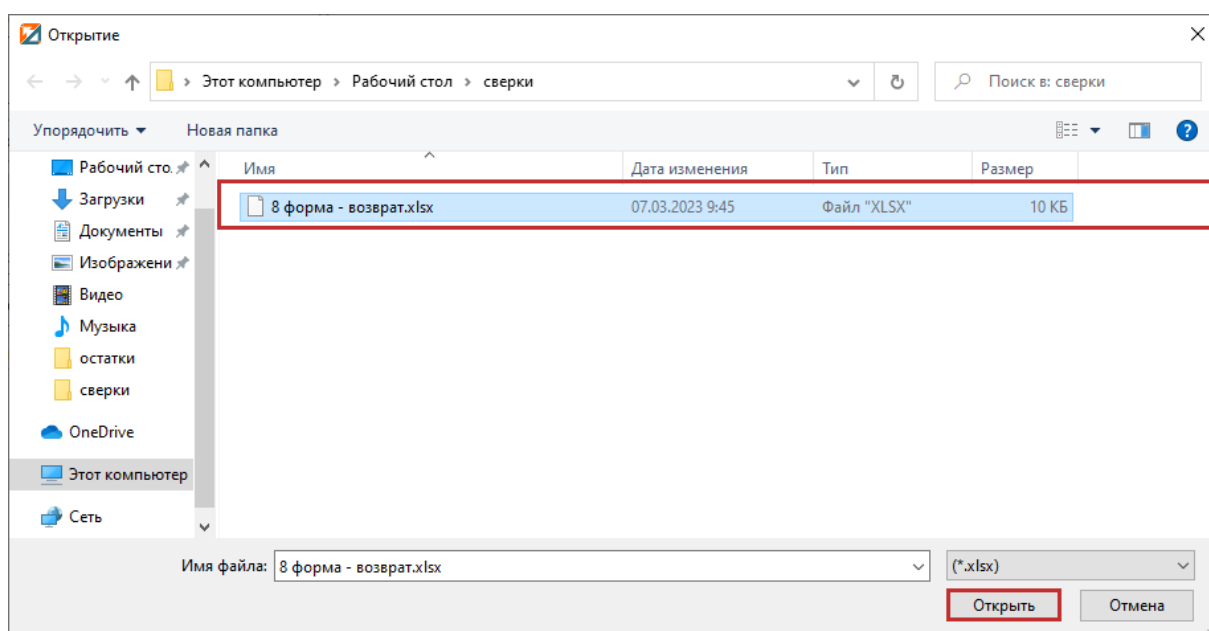 Открытие
Этот компьютер › Рабочий стол › сверки
Поиск в: сверки
Упорядочить
Новая папка
Имя
Дата изменения
Тип
Размер
8 форма - возврат.xlsx
07.03.2023 9:45
Файл "XLSX"
10 КБ
Рабочий сто.
Загрузки
Документы
Изображени
Видео
Музыка
остатки
сверки
OneDrive
Этот компьютер
Сеть
Имя файла:
8 форма - возврат.xlsx
(*.xlsx)
Открыть
Отмена